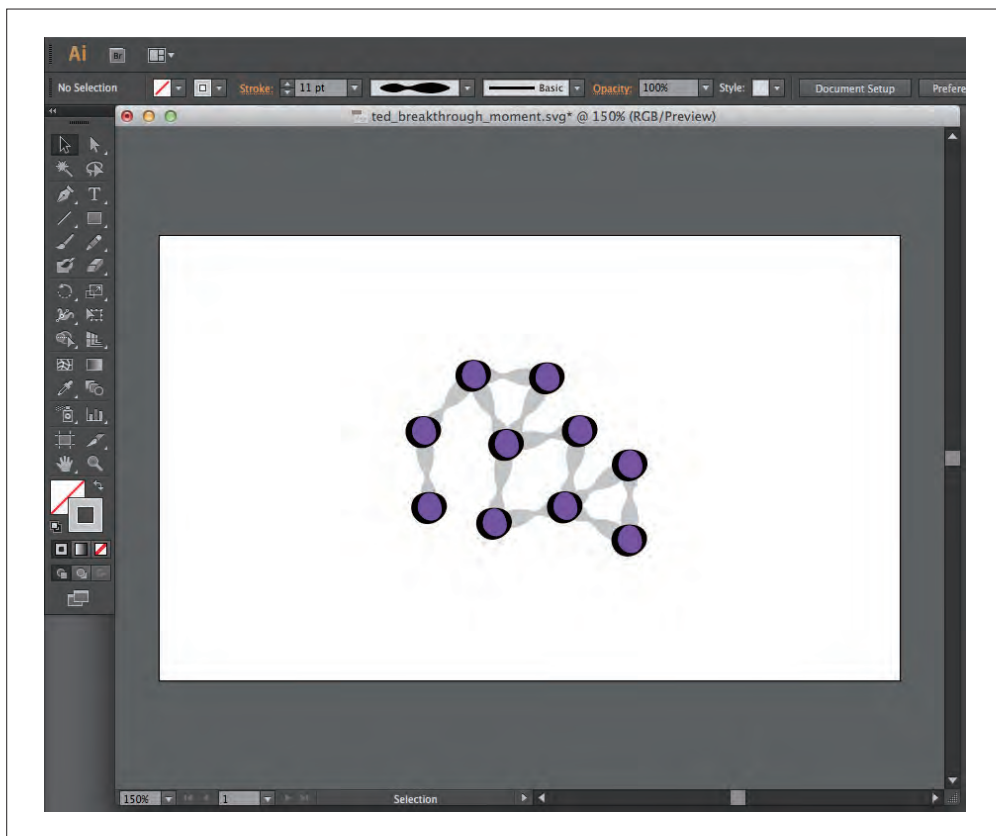 Ai Br
No Selection Stroke: 11 pt Basic Opacity: 100% Style: Document Setup Prefere
ted_breakthrough_moment.svg* @ 150% (RGB/Preview)
T
150% 1 Selection